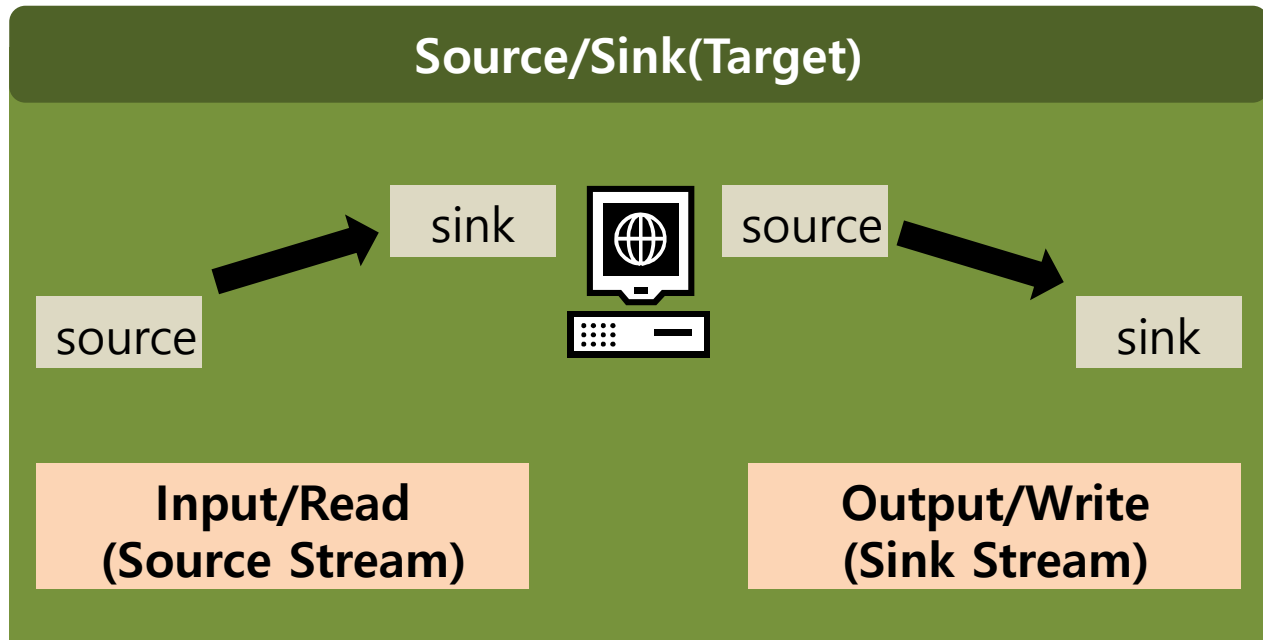 Source/Sink(Target)
sink
source
source
sink
Input/Read
(Source Stream)
Output/Write
(Sink Stream)